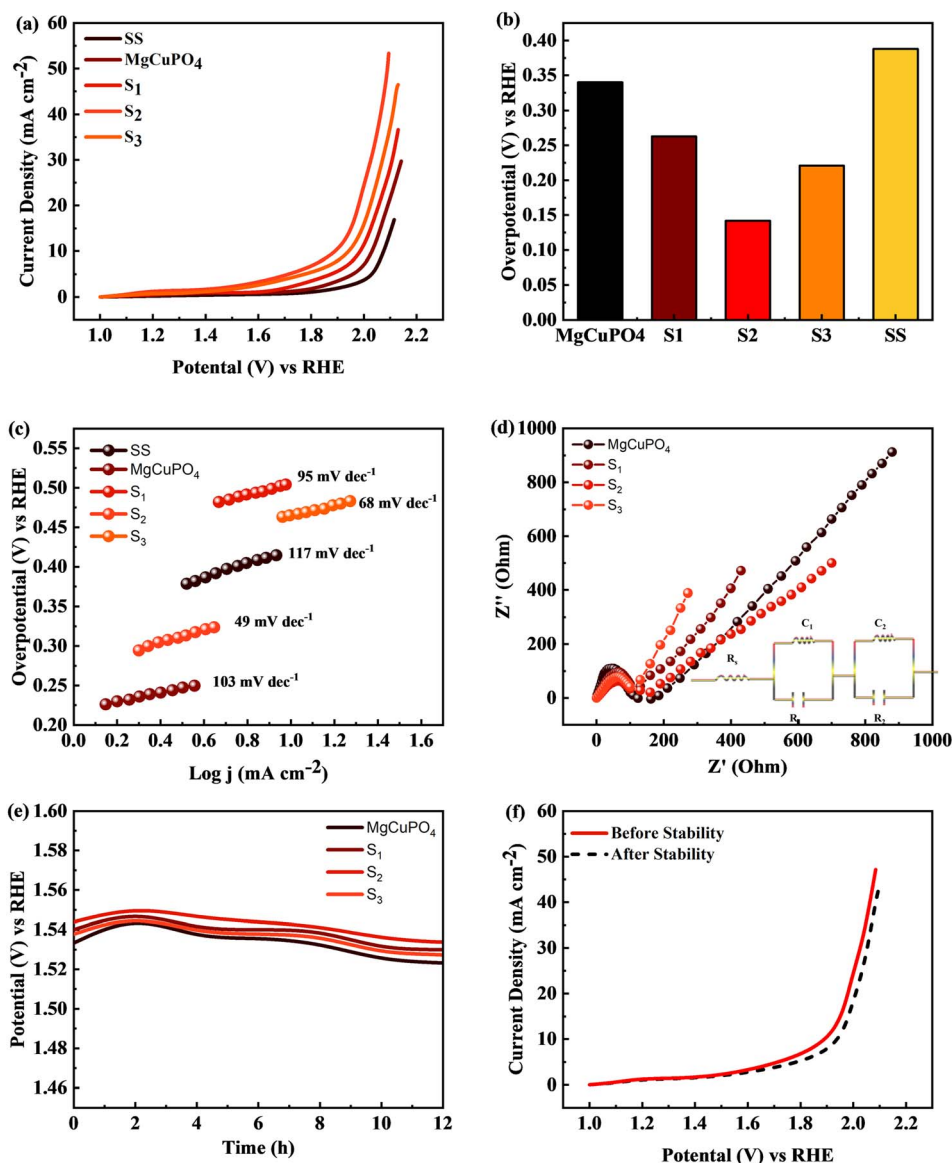 (a)
60
50
40
30
20
10
0
Current Density (mA cm-2)
SS
MgCuPO4
S1
S2
S3
1.0 1.2 1.4 1.6 1.8 2.0 2.2
Potental (V) vs RHE
(b)
0.40
0.35
0.30
0.25
0.20
0.15
0.10
0.05
0.00
Overpotential (V) vs RHE
MgCuPO4 S1 S2 S3 SS
(c)
0.55
0.50
0.45
0.40
0.35
0.30
0.25
0.20
Overpotential (V) vs RHE
SS
MgCuPO4
S1
S2
S3
95 mV dec-1
68 mV dec-1
117 mV dec-1
49 mV dec-1
103 mV dec-1
0.0 0.2 0.4 0.6 0.8 1.0 1.2 1.4 1.6
Log j (mA cm-2)
(d)
1000
800
600
400
200
0
Z'' (Ohm)
MgCuPO4
S1
S2
S3
C1
C2
Rs
R2
0 200 400 600 800 1000
Z' (Ohm)
(e)
1.60
1.58
1.56
1.54
1.52
1.50
1.48
1.46
Potential (V) vs RHE
MgCuPO4
S1
S2
S3
0 2 4 6 8 10 12
Time (h)
(f)
60
50
40
30
20
10
0
Current Density (mA cm-2)
Before Stability
After Stability
1.0 1.2 1.4 1.6 1.8 2.0 2.2
Potential (V) vs RHE